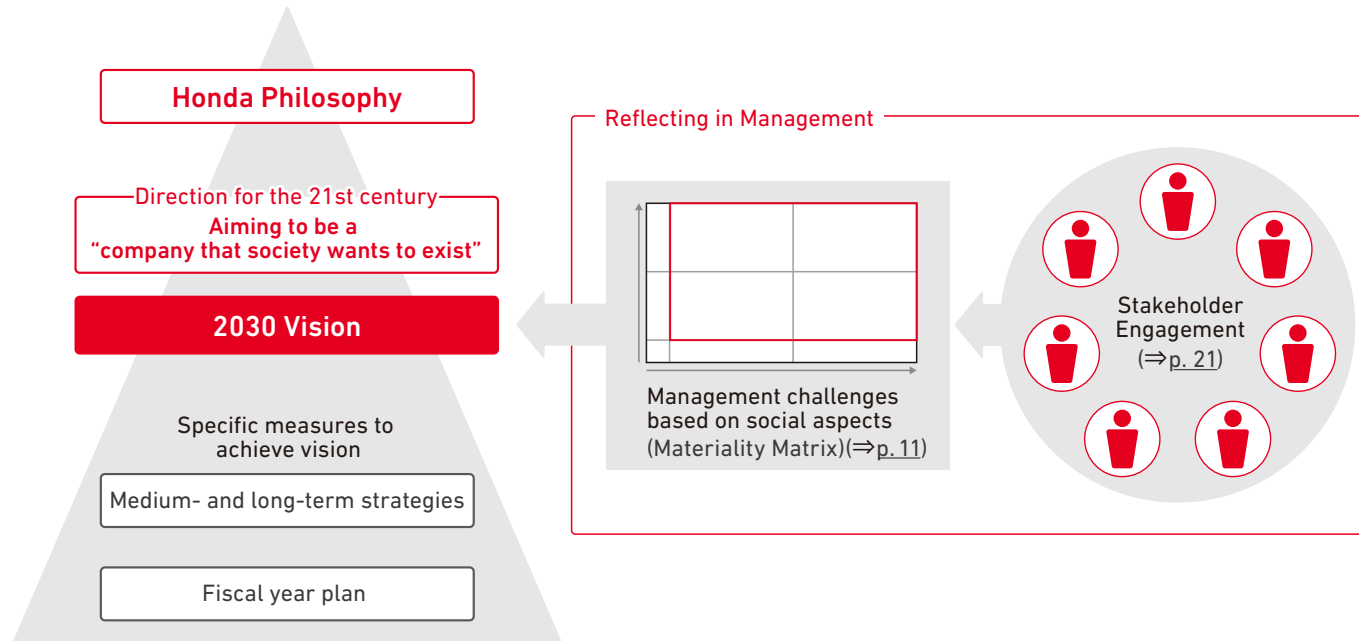 Honda Philosophy
Direction for the 21st century
Aiming to be a
“company that society wants to exist”
2030 Vision
Specific measures to
achieve vision
Medium- and long-term strategies
Fiscal year plan
Reflecting in Management
Management challenges
based on social aspects
(Materiality Matrix)(⇒p. 11)
Stakeholder
Engagement
(⇒p. 21)